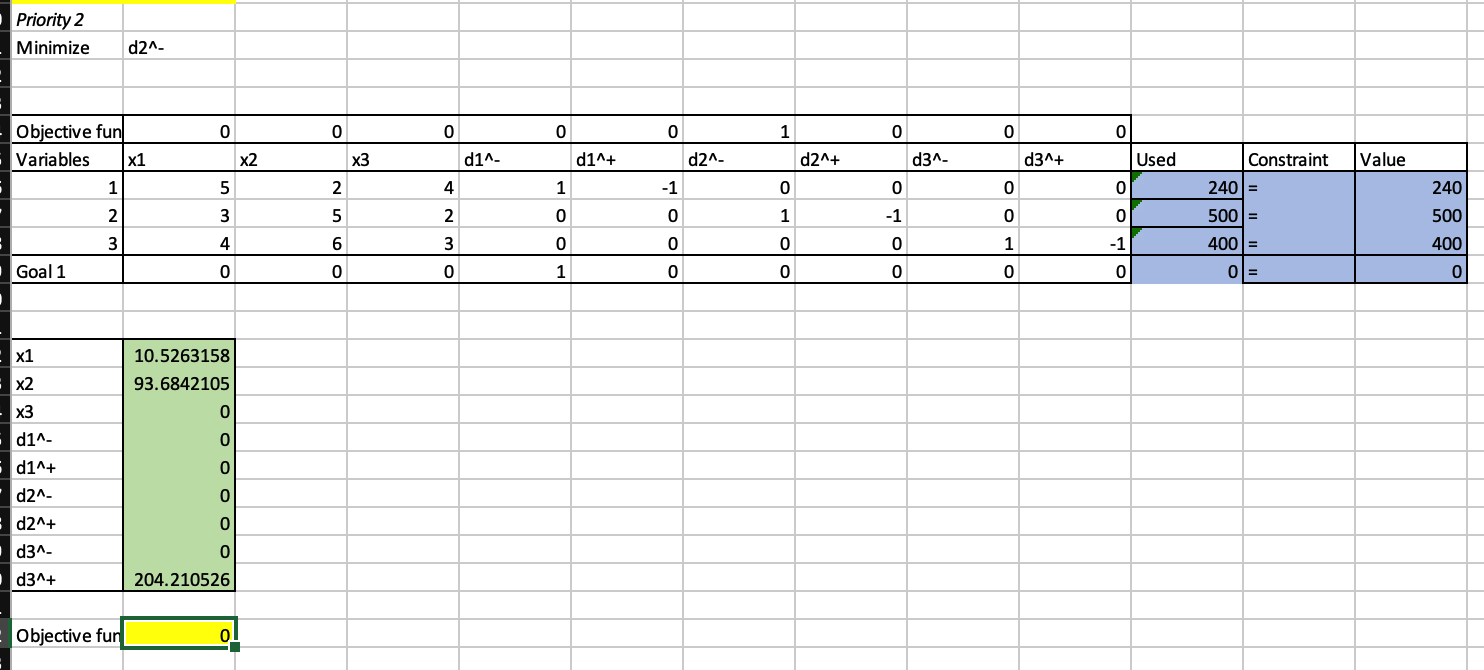 Priority 2
Minimize d2^-
Objective fun 0 0 0 0 0 1 0 0 0
Variables x1 x2 x3 d1^- d1^+ d2^- d2^+ d3^- d3^+ Used Constraint Value
1 5 2 4 1 -1 0 0 0 0 240 = 240
2 3 5 2 0 0 1 -1 0 0 500 = 500
3 4 6 3 0 0 0 0 1 -1 400 = 400
Goal 1 0 0 0 1 0 0 0 0 0 0 = 0
x1 10.5263158
x2 93.6842105
x3 0
d1^- 0
d1^+ 0
d2^- 0
d2^+ 0
d3^- 0
d3^+ 204.210526
Objective fun 0